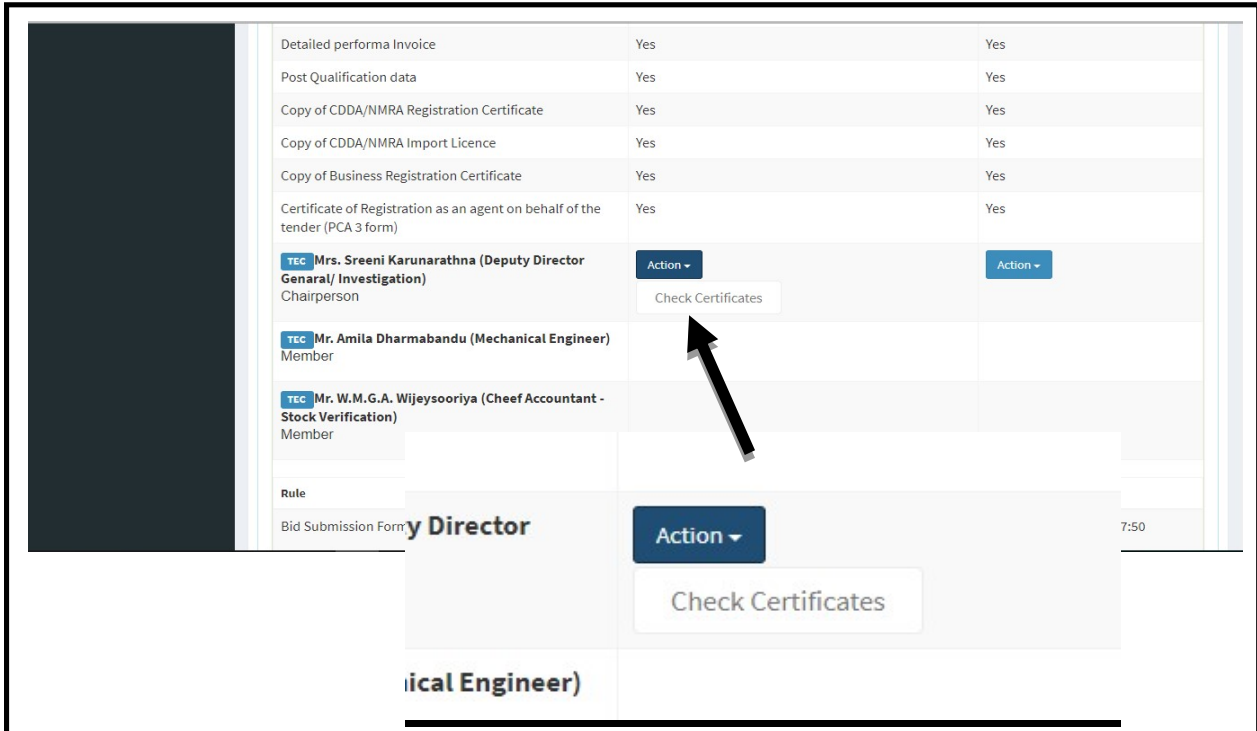 Detailed performa Invoice Yes Yes
Post Qualification data Yes Yes
Copy of CDDA/NMRA Registration Certificate Yes Yes
Copy of CDDA/NMRA Import Licence Yes Yes
Copy of Business Registration Certificate Yes Yes
Certificate of Registration as an agent on behalf of the Yes Yes
tender (PCA 3 form)
TEC Mrs. Sreeni Karunarathna (Deputy Director Action Action
Genaral/ Investigation)
Chairperson Check Certificates
TEC Mr. Amila Dharmabandu (Mechanical Engineer)
Member
TEC Mr. W.M.G.A. Wijeysooriya (Cheef Accountant -
Stock Verification)
Member
Rule
Bid Submission Form 7:50
y Director Action
Check Certificates
ical Engineer)